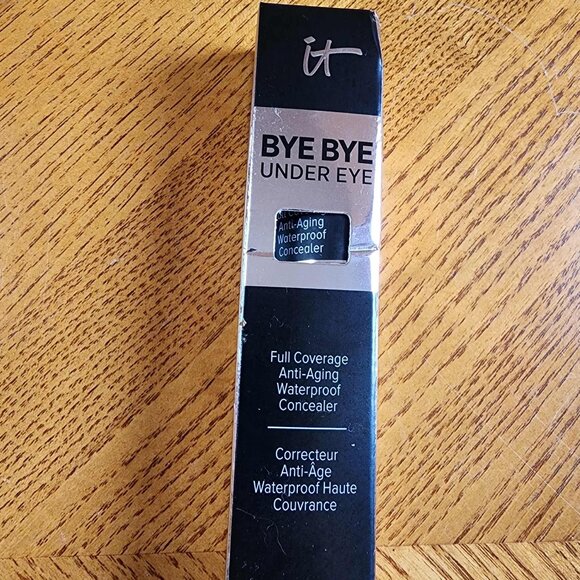 it
BYE BYE
UNDER EYE
Anti-Aging
Waterproof
Concealer
Full Coverage
Anti-Aging
Waterproof
Concealer
Correcteur
Anti-Âge
Waterproof Haute
Couvrance